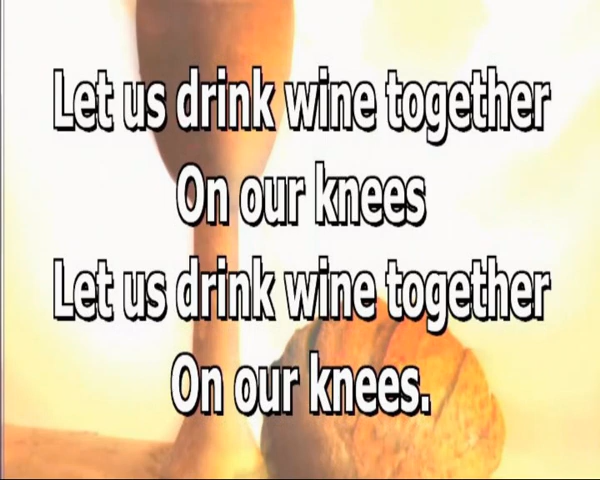 Let us drink wine together
On our knees
Let us drink wine together
On our knees.